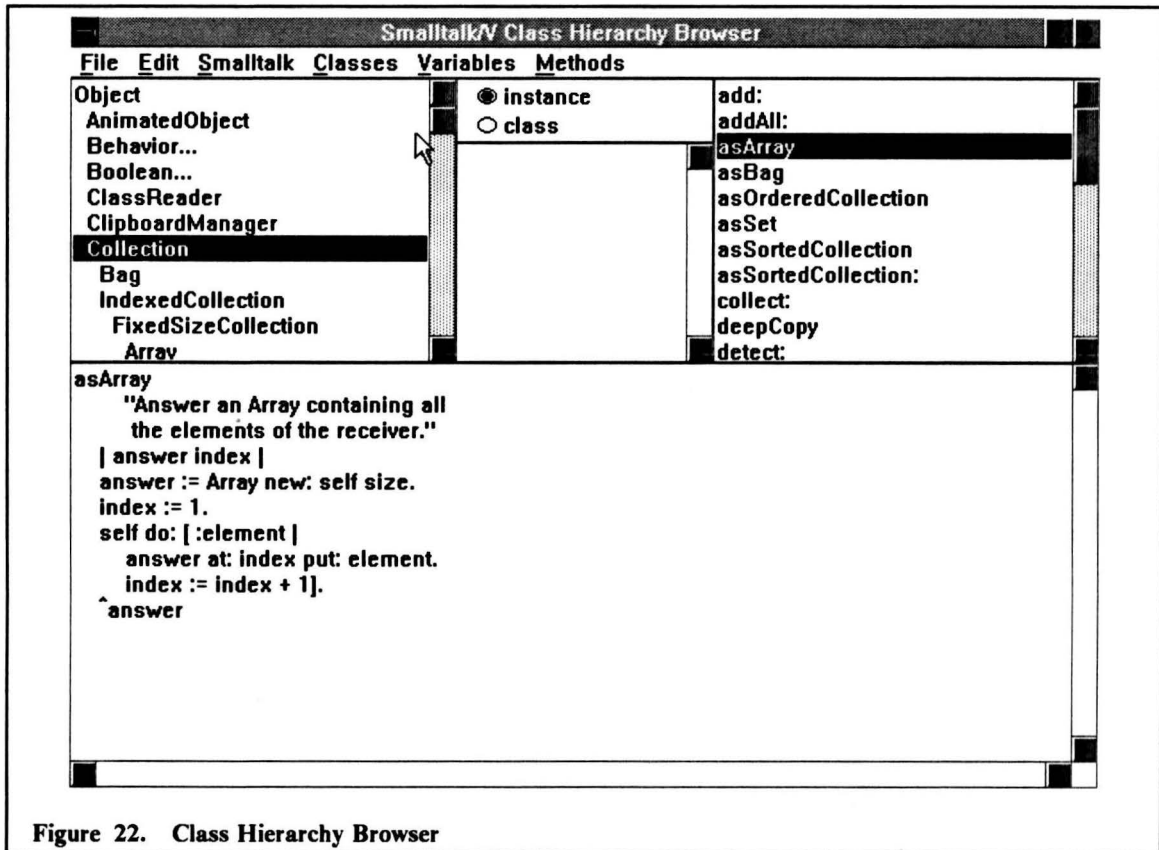 Smalltalk/V Class Hierarchy Browser
File Edit Smalltalk Classes Variables Methods
Object
AnimatedObject
Behavior...
Boolean...
ClassReader
ClipboardManager
Collection
Bag
IndexedCollection
FixedSizeCollection
Array
instance
class
add:
addAll:
asArray
asBag
asOrderedCollection
asSet
asSortedCollection
asSortedCollection:
collect:
deepCopy
detect:
asArray
"Answer an Array containing all
the elements of the receiver."
| answer index |
answer := Array new: self size.
index := 1.
self do: [ :element |
answer at: index put: element.
index := index + 1].
^answer
Figure 22. Class Hierarchy Browser